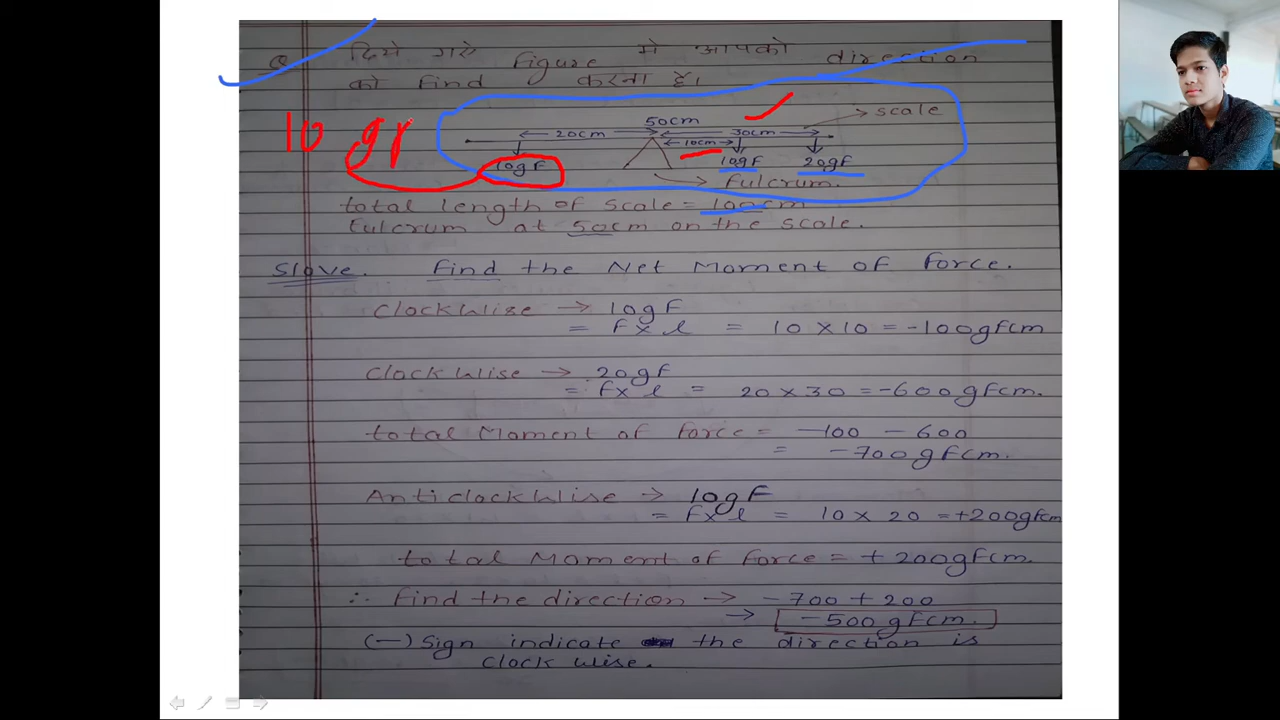 Q दिये गये figure मे आपको direction
को find करना है।
50cm scale
20cm 30cm
10cm
10 gr
10gF 10gF 20gF
fulcrum.
total length of scale = 100cm
fulcrum at 50cm on the scale.
Slove. Find the Net Moment of force.
Clockwise → 10gF
= F x l = 10 x 10 = -100gfcm
Clockwise → 20gF
= F x l = 20 x 30 = -600gfcm.
total Moment of force = -100 - 600
= -700gfcm.
Anticlockwise → 10gF
= F x l = 10 x 20 = +200gfcm
total Moment of force = +200gfcm.
∴ find the direction → -700 + 200
→ -500gfcm.
(-) Sign indicate the direction is
clock wise.